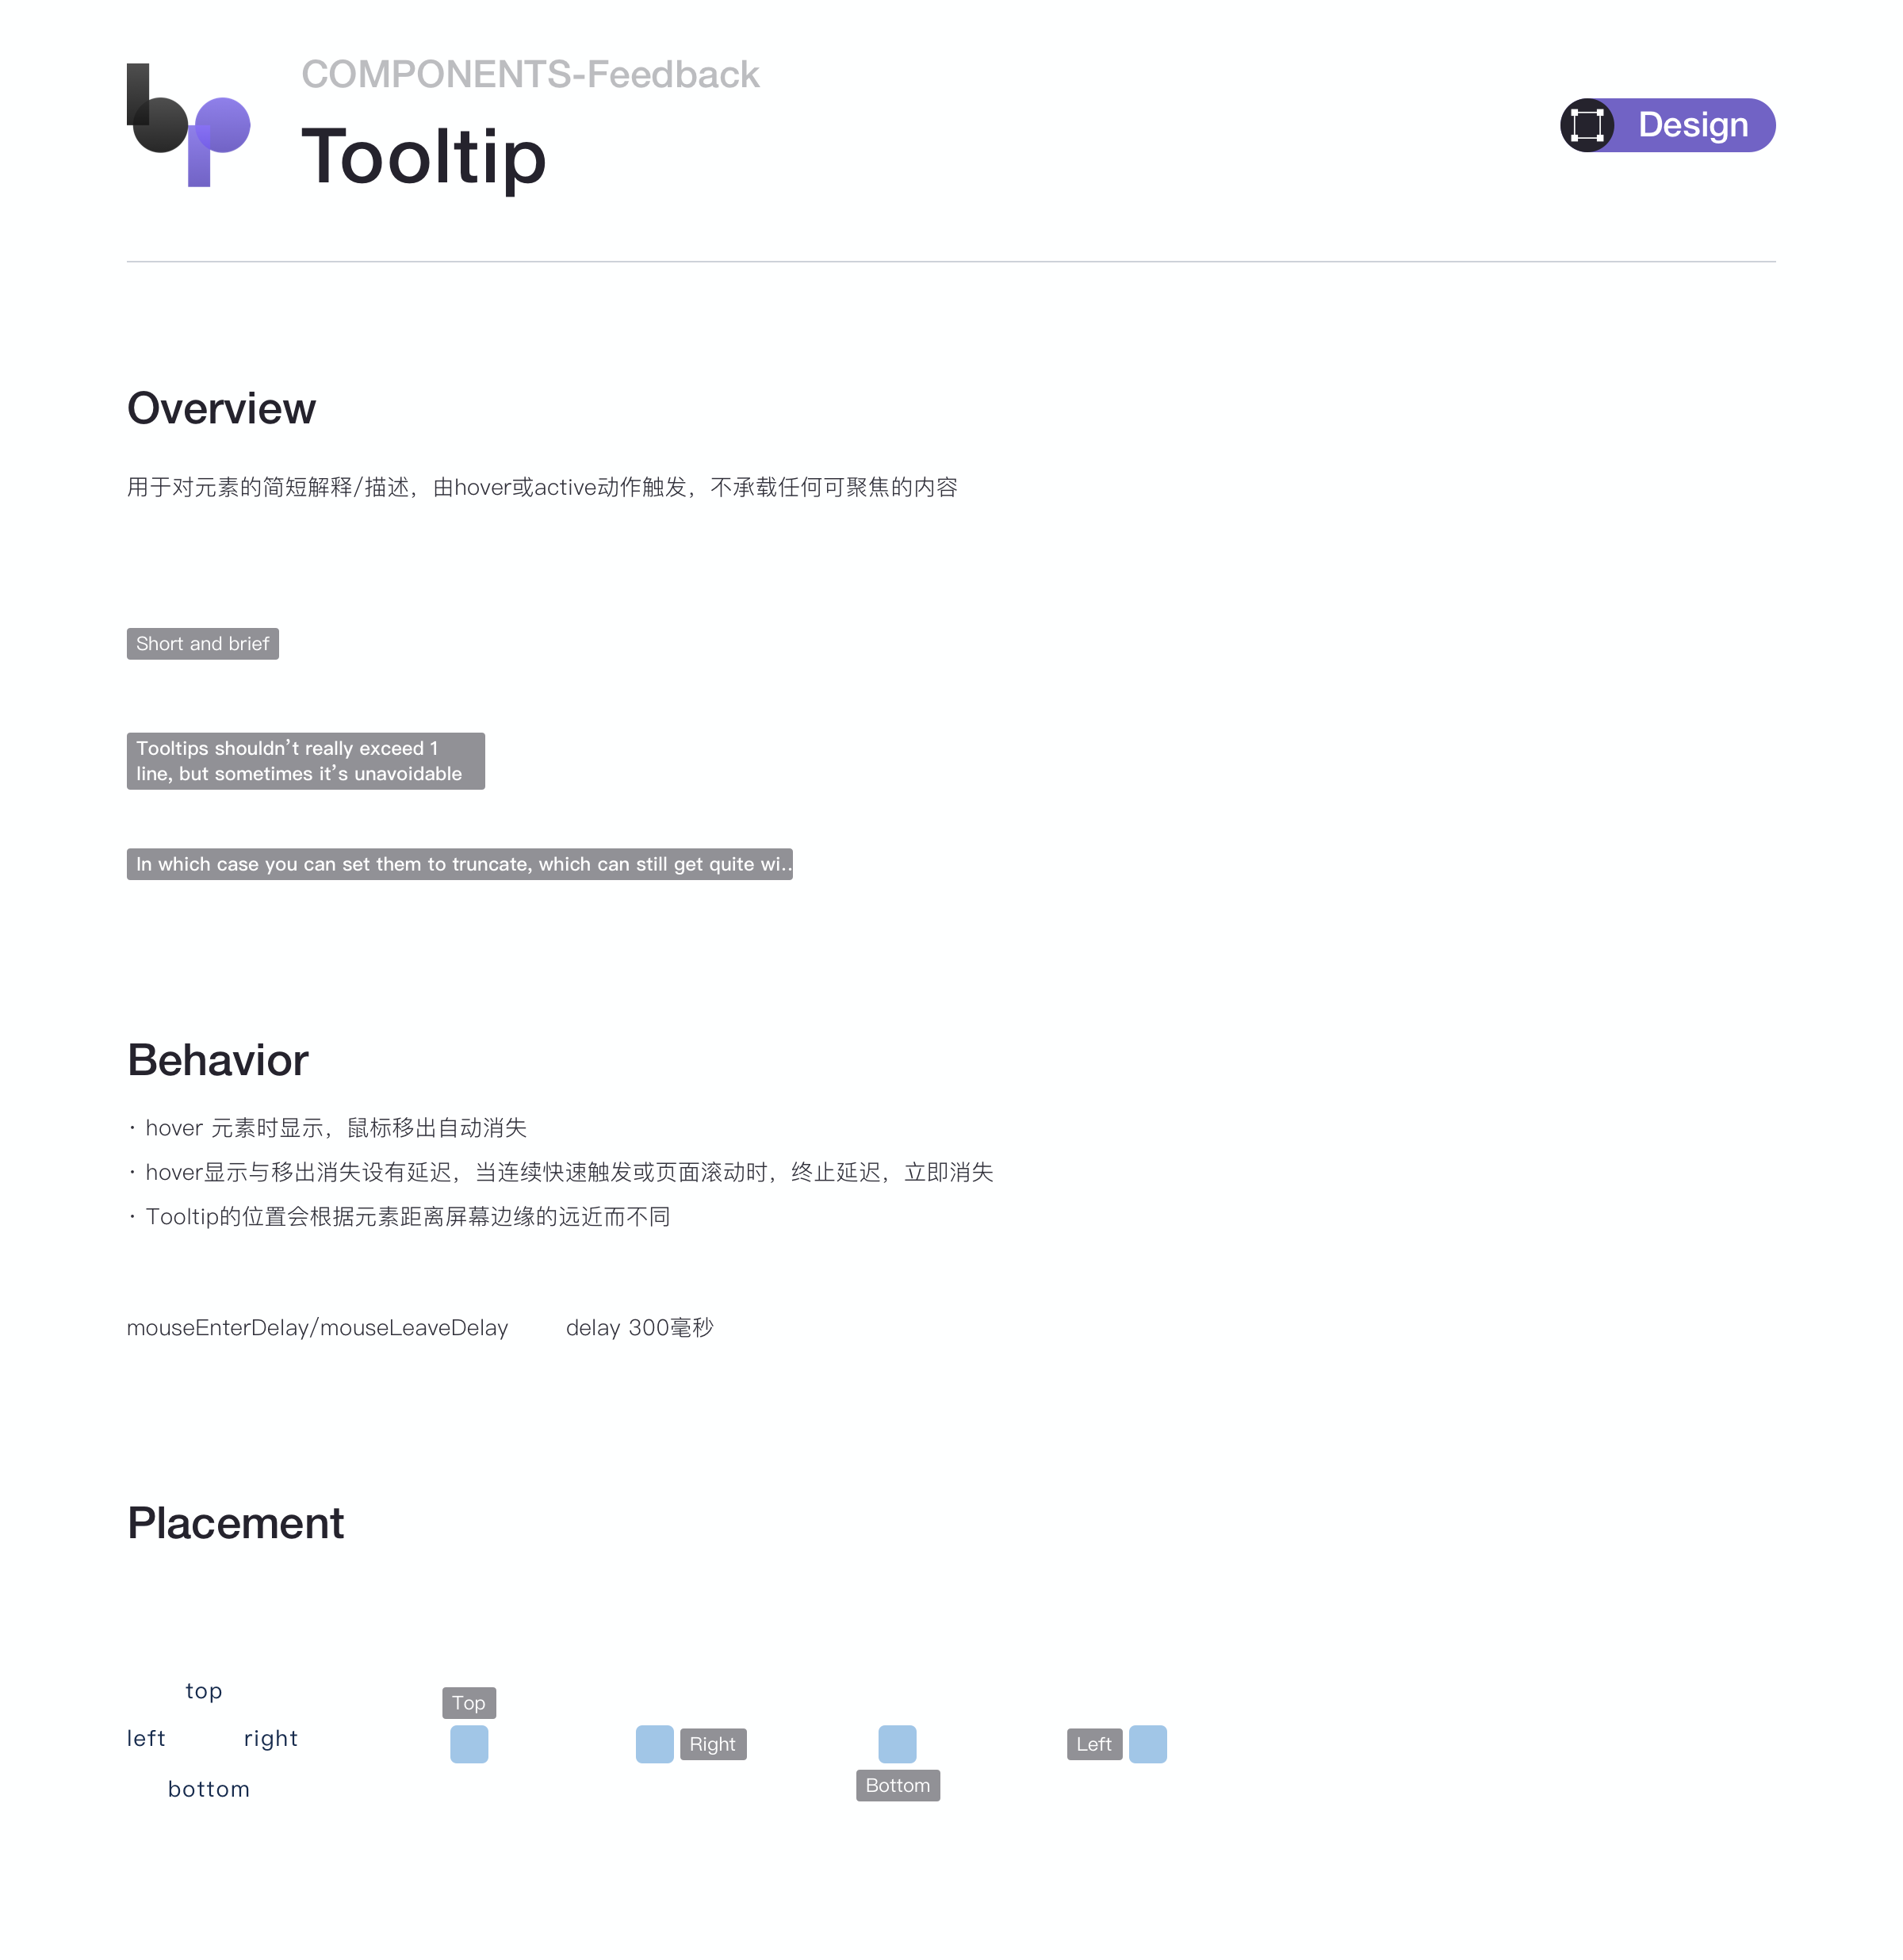 COMPONENTS-Feedback
Tooltip
Design
Overview
用于对元素的简短解释/描述，由hover或active动作触发，不承载任何可聚焦的内容
Short and brief
Tooltips shouldn’t really exceed 1
line, but sometimes it’s unavoidable
In which case you can set them to truncate, which can still get quite wi..
Behavior
· hover 元素时显示，鼠标移出自动消失
· hover显示与移出消失设有延迟，当连续快速触发或页面滚动时，终止延迟，立即消失
· Tooltip的位置会根据元素距离屏幕边缘的远近而不同
mouseEnterDelay/mouseLeaveDelay delay 300毫秒
Placement
top
left right
bottom
Top
Right
Bottom
Left